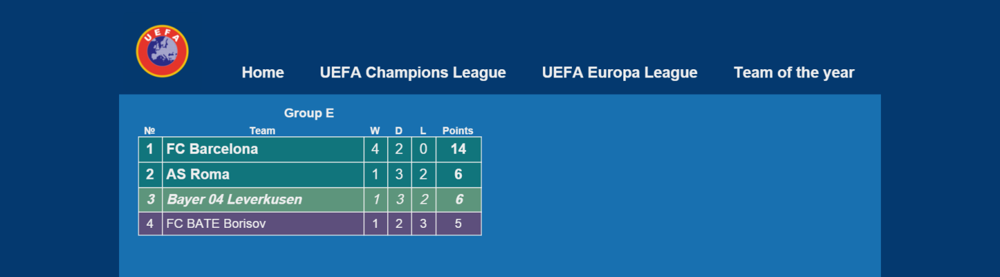 UEFA
Home UEFA Champions League UEFA Europa League Team of the year
Group E
№ Team W D L Points
1 FC Barcelona 4 2 0 14
2 AS Roma 1 3 2 6
3 Bayer 04 Leverkusen 1 3 2 6
4 FC BATE Borisov 1 2 3 5